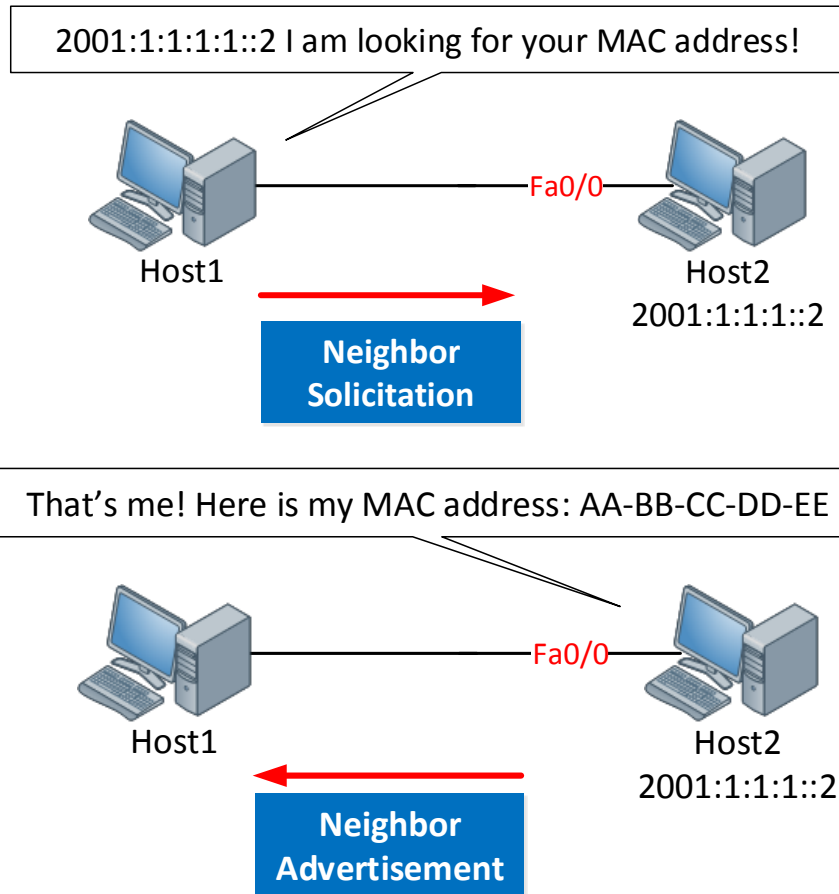 2001:1:1:1:1::2 I am looking for your MAC address!
Fa0/0
Host1
Host2
2001:1:1:1::2
Neighbor
Solicitation
That’s me! Here is my MAC address: AA-BB-CC-DD-EE
Fa0/0
Host1
Host2
2001:1:1:1::2
Neighbor
Advertisement